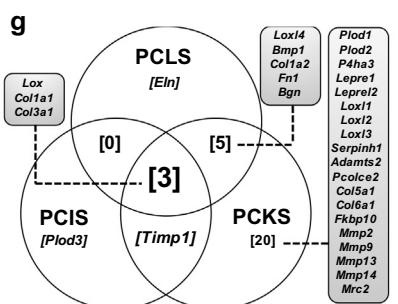 g
PCLS
[Eln]
Lox
Col1a1
Col3a1
Loxl4
Bmp1
Col1a2
Fn1
Bgn
Plod1
Plod2
P4ha3
Lepre1
Leprel2
Loxl1
Loxl2
Loxl3
Serpinh1
Adamts2
Pcolce2
Col5a1
Col6a1
Fkbp10
Mmp2
Mmp9
Mmp13
Mmp14
Mrc2
[0]
[5]
[3]
PCIS
[Plod3]
[Timp1]
PCKS
[20]